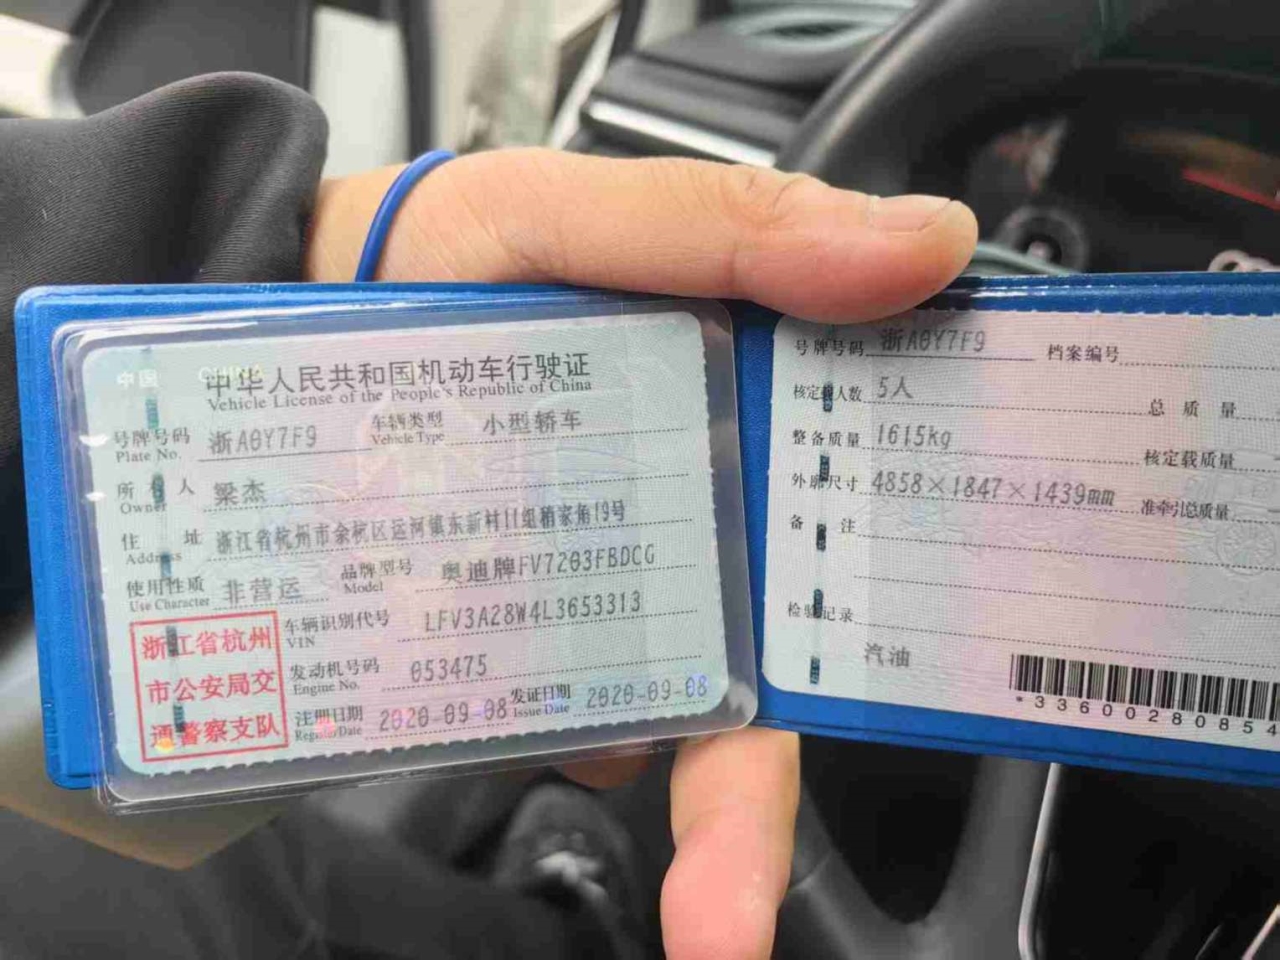 中国 CHINA
中华人民共和国机动车行驶证
Vehicle License of the People's Republic of China
号牌号码 浙A0Y7F9 车辆类型 小型轿车
Plate No. Vehicle Type
所有人 梁杰
Owner
住址 浙江省杭州市余杭区运河镇东新村11组稍家角19号
Address
使用性质 非营运 品牌型号 奥迪牌FV7203FBDCG
Use Character Model
浙江省杭州
市公安局交
通警察支队
车辆识别代号 LFV3A28W4L3653313
VIN
发动机号码 053475
Engine No.
注册日期 2020-09-08 发证日期 2020-09-08
Register Date Issue Date
号牌号码 浙A0Y7F9 档案编号
核定载人数 5人 总质量
整备质量 1615kg 核定载质量
外廓尺寸 4858×1847×1439mm 准牵引总质量
备注
检验记录
汽油
*33600280854